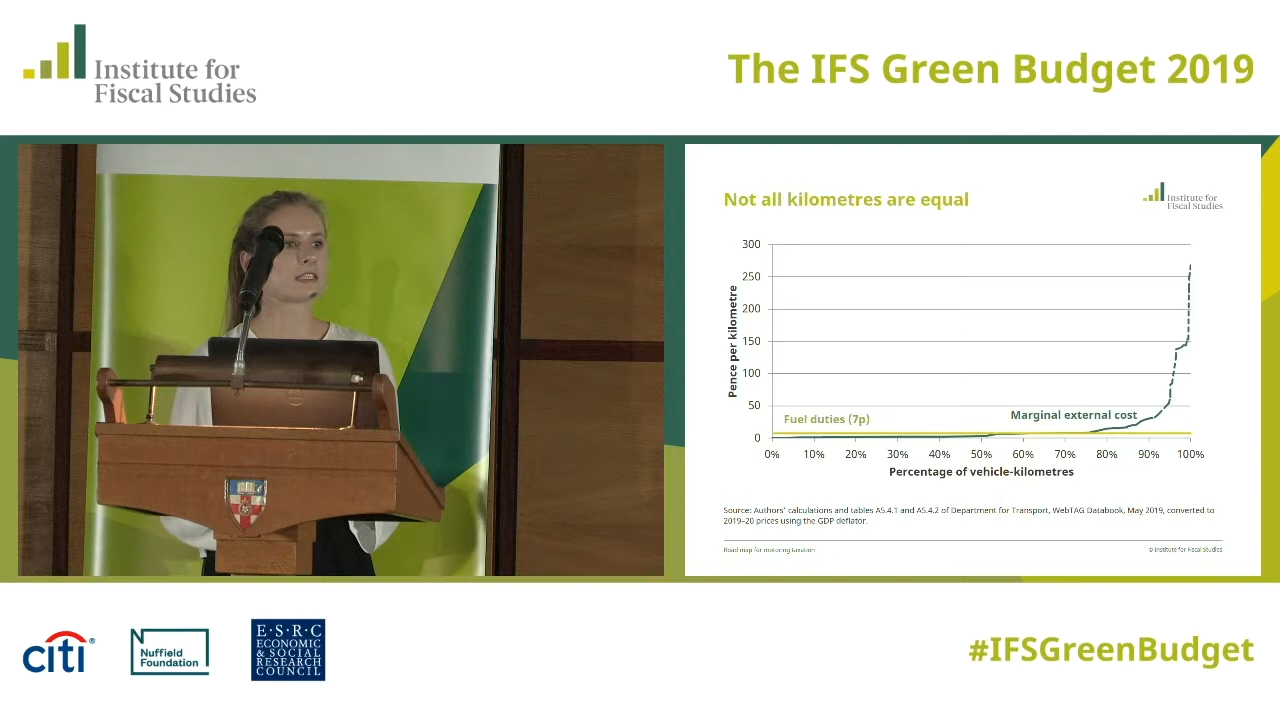 Institute for
Fiscal Studies
The IFS Green Budget 2019
Not all kilometres are equal
Institute for
Fiscal Studies
Pence per kilometre
300
250
200
150
100
50
0
Fuel duties (7p)
Marginal external cost
0%
10%
20%
30%
40%
50%
60%
70%
80%
90%
100%
Percentage of vehicle-kilometres
Source: Authors' calculations and tables A5.4.1 and A5.4.2 of Department for Transport, WebTAG Databook, May 2019, converted to
2019–20 prices using the GDP deflator.
Road map for motoring taxation
© Institute for Fiscal Studies
citi®
Nuffield
Foundation
E·S·R·C
ECONOMIC
& SOCIAL
RESEARCH
COUNCIL
#IFSGreenBudget